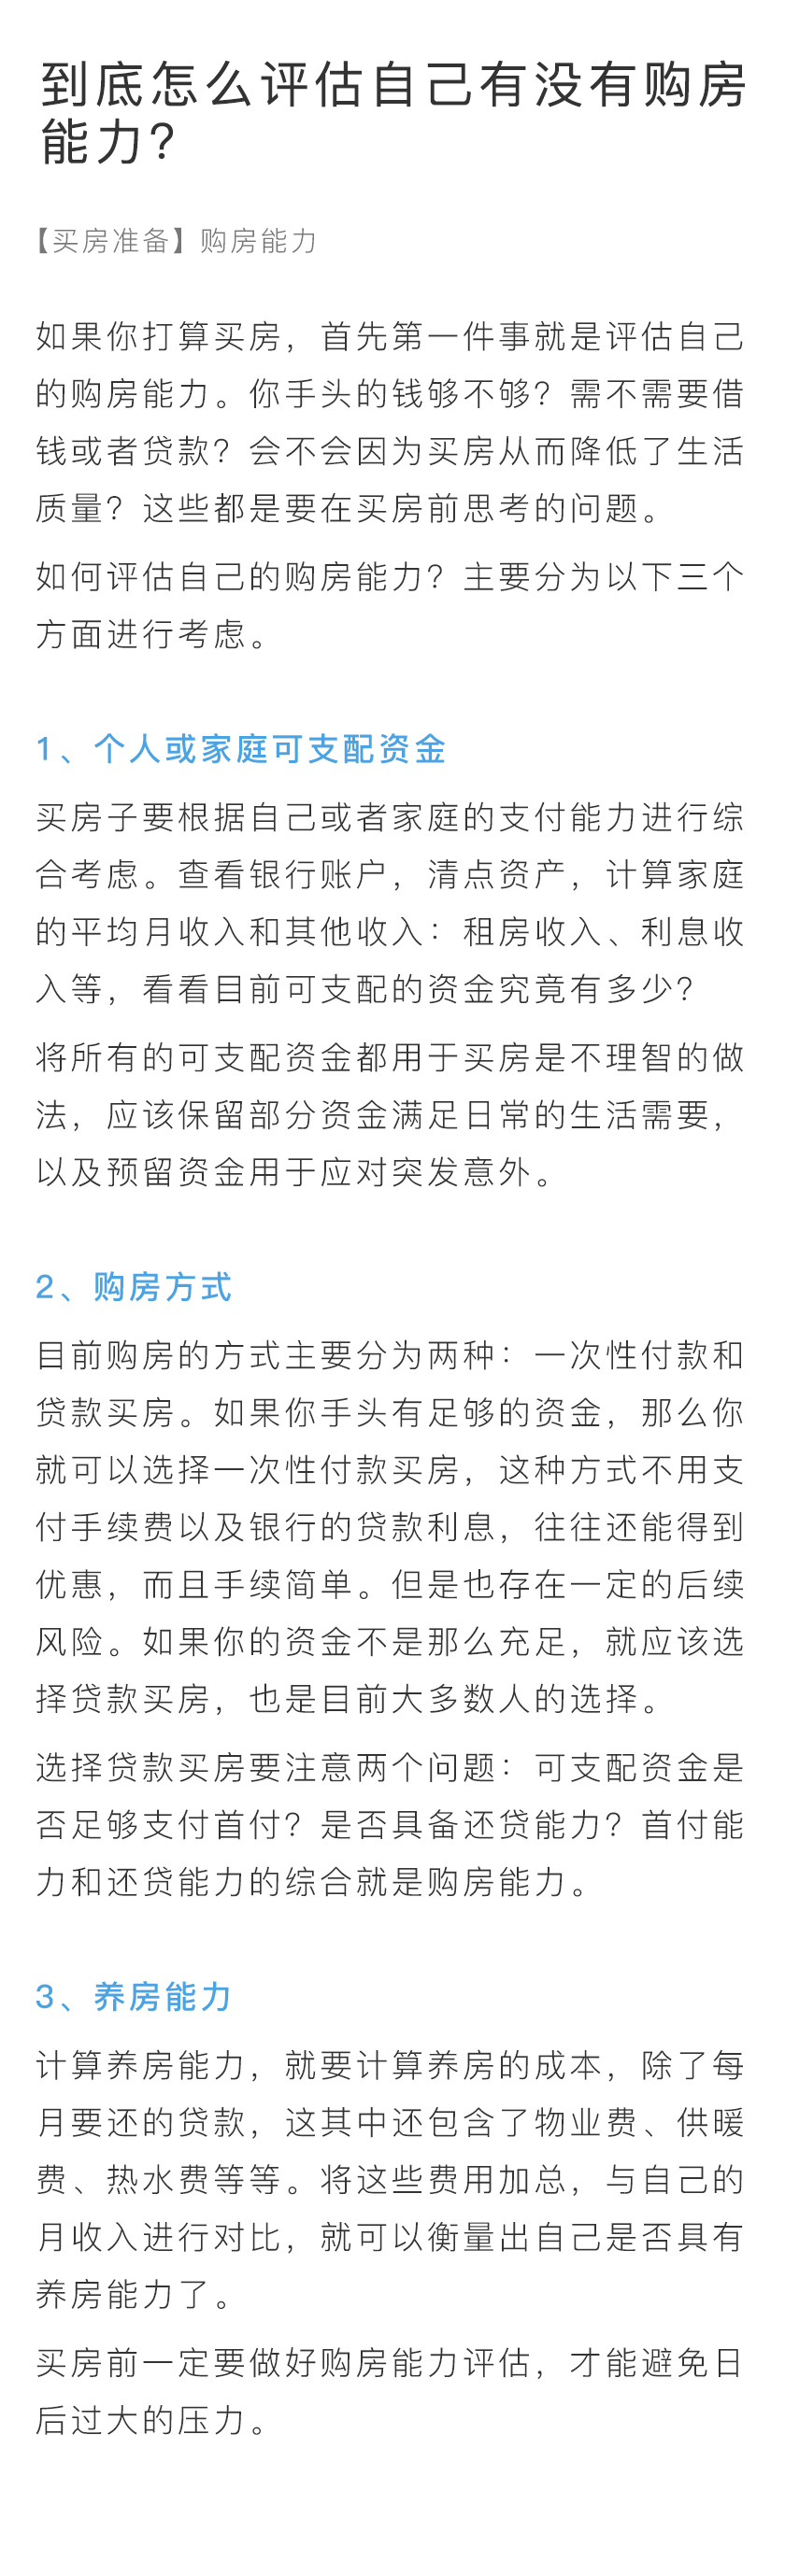 到底怎么评估自己有没有购房
能力?
【买房准备】购房能力
如果你打算买房，首先第一件事就是评估自己
的购房能力。你手头的钱够不够？需不需要借
钱或者贷款？会不会因为买房从而降低了生活
质量？这些都是要在买房前思考的问题。
如何评估自己的购房能力？主要分为以下三个
方面进行考虑。
1、个人或家庭可支配资金
买房子要根据自己或者家庭的支付能力进行综
合考虑。查看银行账户，清点资产，计算家庭
的平均月收入和其他收入：租房收入、利息收
入等，看看目前可支配的资金究竟有多少？
将所有的可支配资金都用于买房是不理智的做
法，应该保留部分资金满足日常的生活需要，
以及预留资金用于应对突发意外。
2、购房方式
目前购房的方式主要分为两种：一次性付款和
贷款买房。如果你手头有足够的资金，那么你
就可以选择一次性付款买房，这种方式不用支
付手续费以及银行的贷款利息，往往还能得到
优惠，而且手续简单。但是也存在一定的后续
风险。如果你的资金不是那么充足，就应该选
择贷款买房，也是目前大多数人的选择。
选择贷款买房要注意两个问题：可支配资金是
否足够支付首付？是否具备还贷能力？首付能
力和还贷能力的综合就是购房能力。
3、养房能力
计算养房能力，就要计算养房的成本，除了每
月要还的贷款，这其中还包含了物业费、供暖
费、热水费等等。将这些费用加总，与自己的
月收入进行对比，就可以衡量出自己是否具有
养房能力了。
买房前一定要做好购房能力评估，才能避免日
后过大的压力。